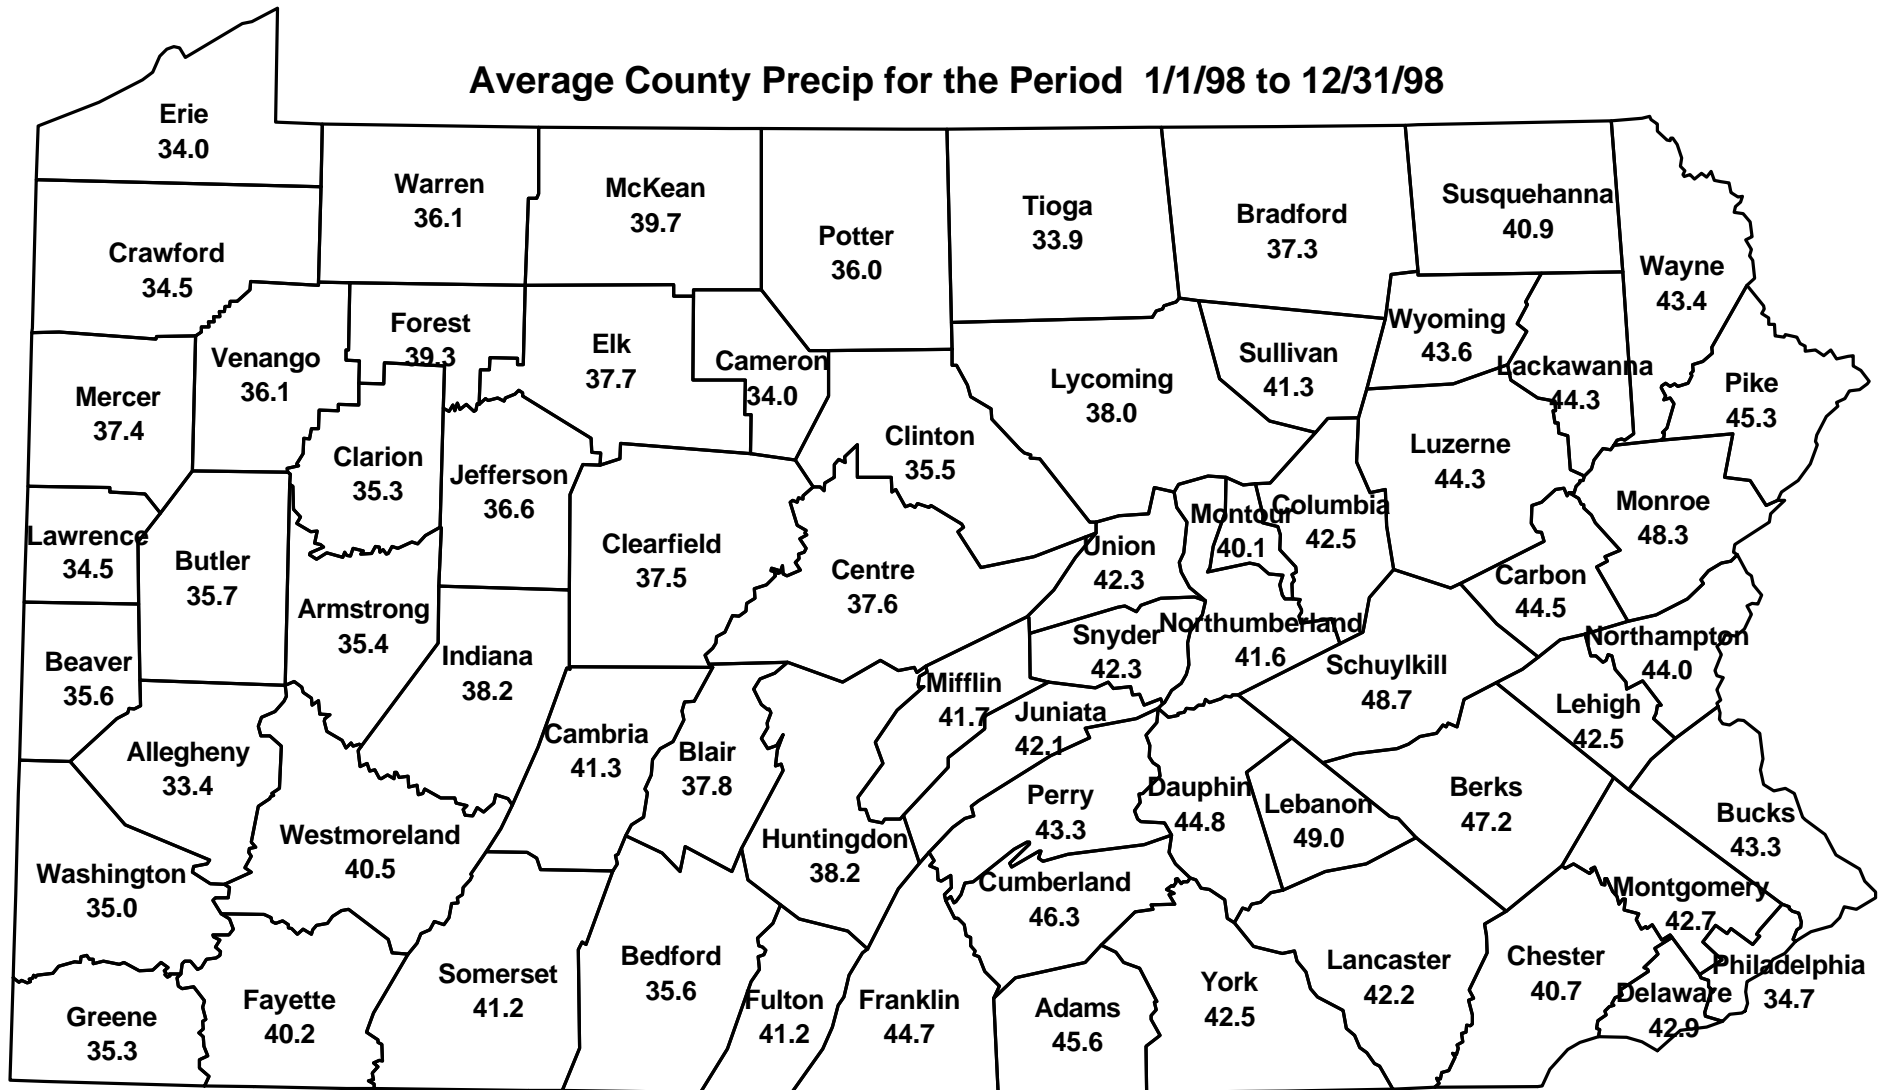 Average County Precip for the Period 1/1/98 to 12/31/98
Erie
34.0
Warren
36.1
McKean
39.7
Potter
36.0
Tioga
33.9
Bradford
37.3
Susquehanna
40.9
Wayne
43.4
Crawford
34.5
Venango
36.1
Forest
39.3
Elk
37.7
Cameron
34.0
Lycoming
38.0
Sullivan
41.3
Wyoming
43.6
Lackawanna
44.3
Pike
45.3
Mercer
37.4
Clarion
35.3
Jefferson
36.6
Clinton
35.5
Luzerne
44.3
Lawrence
34.5
Butler
35.7
Clearfield
37.5
Centre
37.6
Union
42.3
Montour
40.1
Columbia
42.5
Monroe
48.3
Carbon
44.5
Armstrong
35.4
Beaver
35.6
Indiana
38.2
Snyder
42.3
Northumberland
41.6
Schuylkill
48.7
Northampton
44.0
Mifflin
41.7
Juniata
42.1
Lehigh
42.5
Allegheny
33.4
Cambria
41.3
Blair
37.8
Perry
43.3
Dauphin
44.8
Lebanon
49.0
Berks
47.2
Bucks
43.3
Westmoreland
40.5
Huntingdon
38.2
Washington
35.0
Cumberland
46.3
Montgomery
42.7
Bedford
35.6
Somerset
41.2
Lancaster
42.2
Chester
40.7
Philadelphia
34.7
Greene
35.3
Fayette
40.2
Fulton
41.2
Franklin
44.7
Adams
45.6
York
42.5
Delaware
42.9